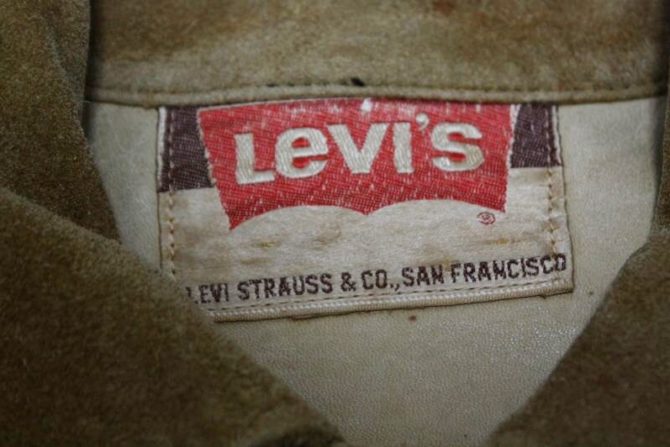 Levi's
®
LEVI STRAUSS & CO., SAN FRANCISCO